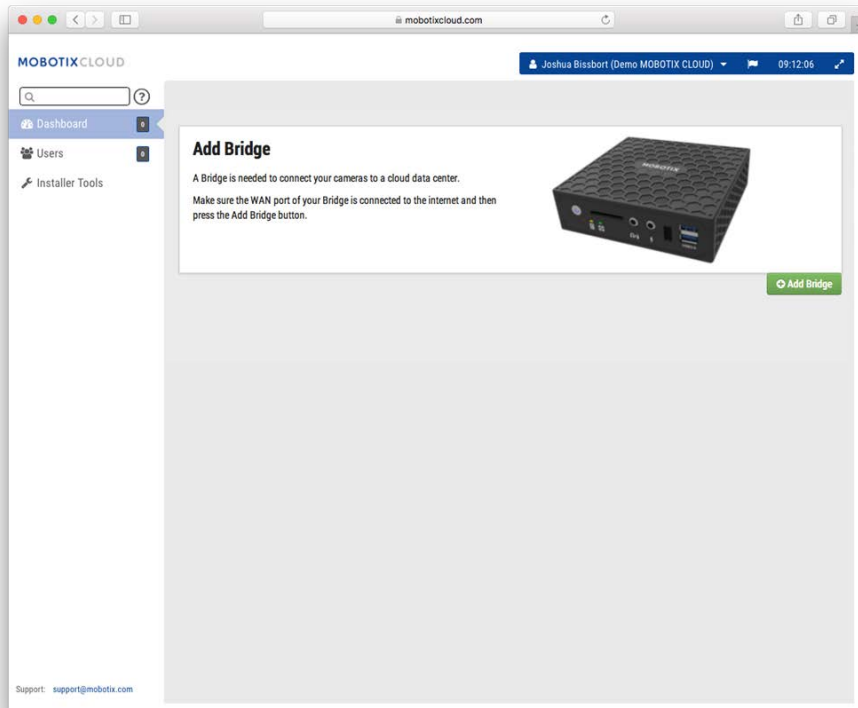 mobotixcloud.com
MOBOTIXCLOUD
Joshua Bissbort (Demo MOBOTIX CLOUD)
09:12:06
?
Dashboard
0
Users
0
Installer Tools
Add Bridge
A Bridge is needed to connect your cameras to a cloud data center.
Make sure the WAN port of your Bridge is connected to the internet and then
press the Add Bridge button.
MOBOTIX
Add Bridge
Support: support@mobotix.com